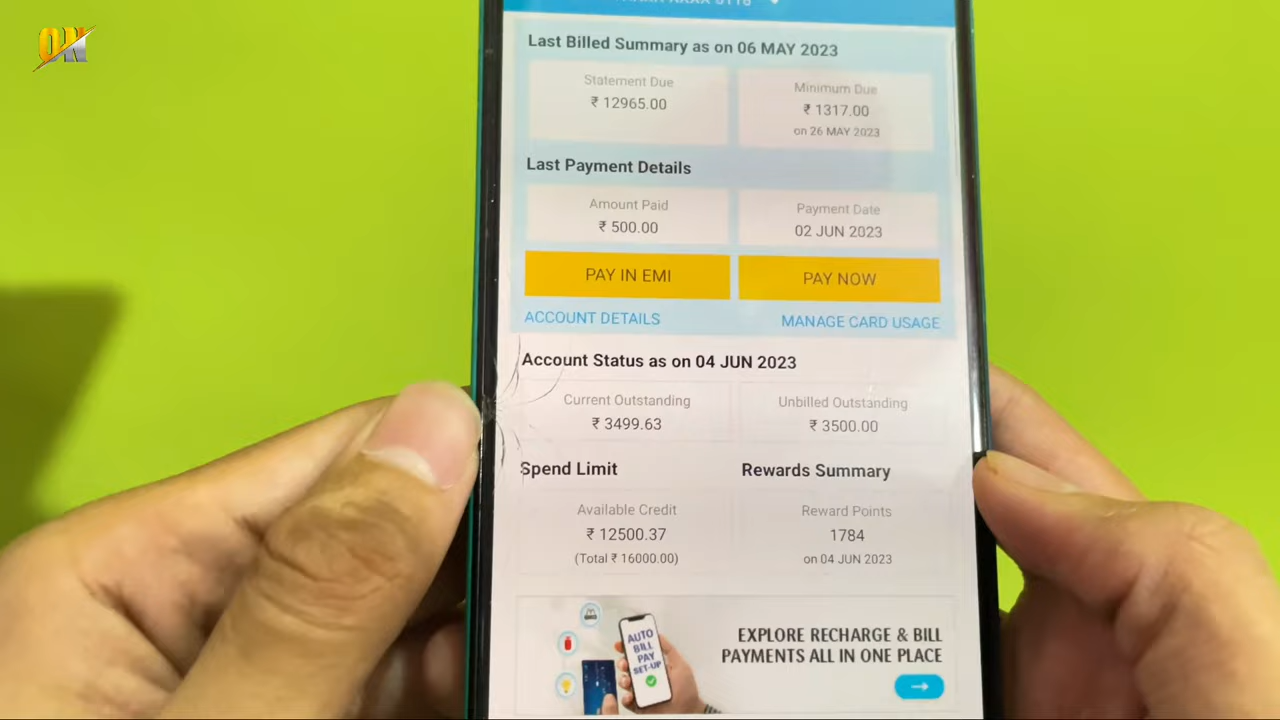 ON
Last Billed Summary as on 06 MAY 2023
Statement Due
₹ 12965.00
Minimum Due
₹ 1317.00
on 26 MAY 2023
Last Payment Details
Amount Paid
₹ 500.00
Payment Date
02 JUN 2023
PAY IN EMI
PAY NOW
ACCOUNT DETAILS
MANAGE CARD USAGE
Account Status as on 04 JUN 2023
Current Outstanding
₹ 3499.63
Unbilled Outstanding
₹ 3500.00
Spend Limit
Rewards Summary
Available Credit
₹ 12500.37
(Total ₹ 16000.00)
Reward Points
1784
on 04 JUN 2023
AUTO
BILL
PAY
SET-UP
EXPLORE RECHARGE & BILL
PAYMENTS ALL IN ONE PLACE